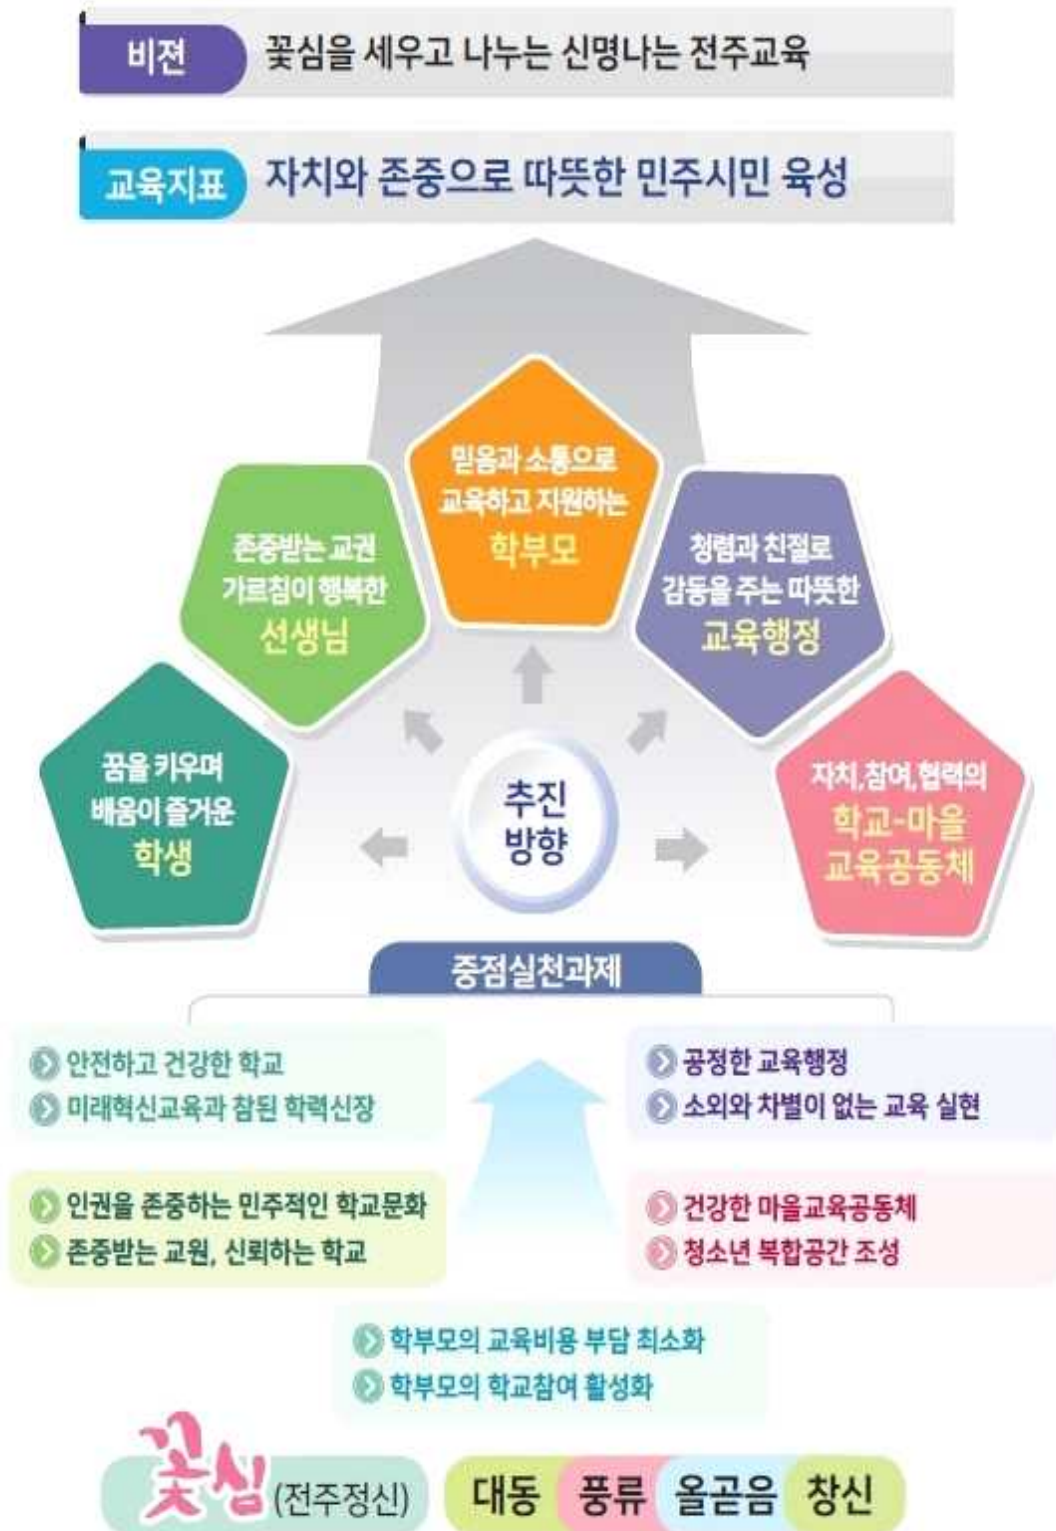 비젼
꽃심을 세우고 나누는 신명나는 전주교육
교육지표
자치와 존중으로 따뜻한 민주시민 육성
믿음과 소통으로
교육하고 지원하는
학부모
존중받는 교권
가르침이 행복한
선생님
청렴과 친절로
감동을 주는 따뜻한
교육행정
꿈을 키우며
배움이 즐거운
학생
추진
방향
자치,참여,협력의
학교-마을
교육공동체
중점실천과제
안전하고 건강한 학교
미래혁신교육과 참된 학력신장
공정한 교육행정
소외와 차별이 없는 교육 실현
인권을 존중하는 민주적인 학교문화
존중받는 교원, 신뢰하는 학교
건강한 마을교육공동체
청소년 복합공간 조성
학부모의 교육비용 부담 최소화
학부모의 학교참여 활성화
꽃심 (전주정신)
대동 풍류 올곧음 창신